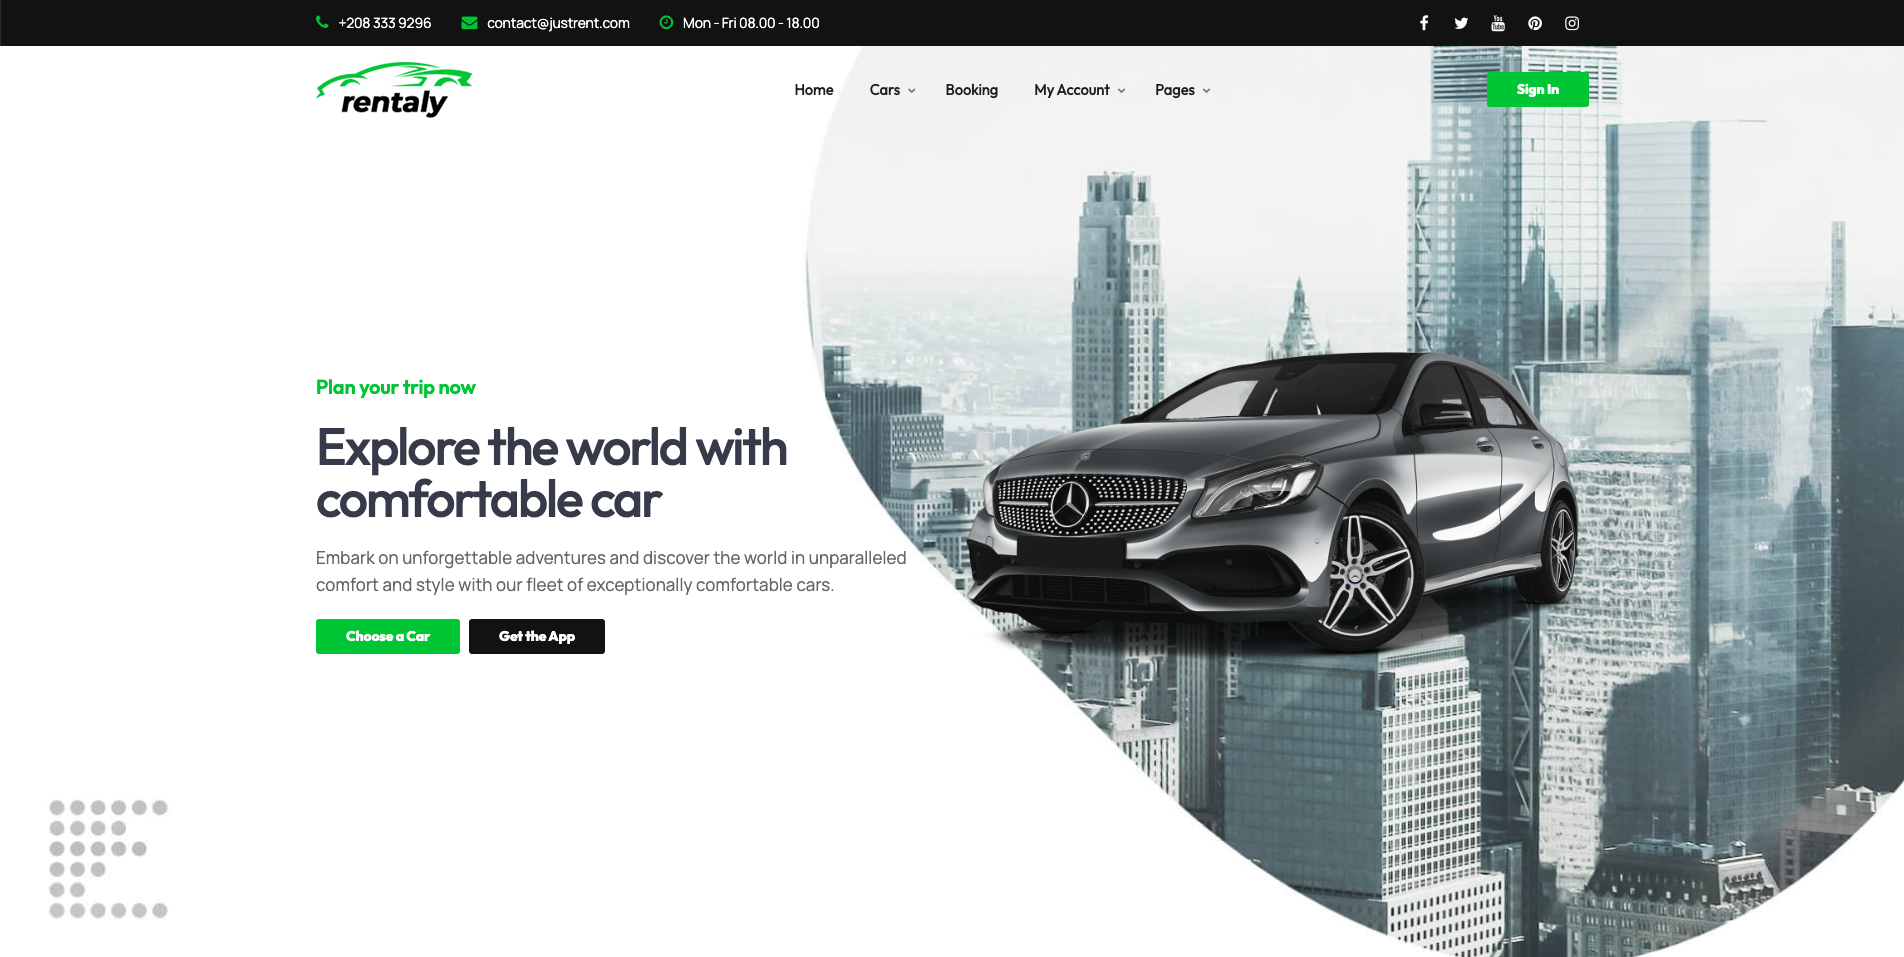 +208 333 9296
contact@justrent.com
Mon - Fri 08.00 - 18.00
You Tube
rentaly
Home
Cars
Booking
My Account
Pages
Sign In
Plan your trip now
Explore the world with
comfortable car
Embark on unforgettable adventures and discover the world in unparalleled
comfort and style with our fleet of exceptionally comfortable cars.
Choose a Car
Get the App